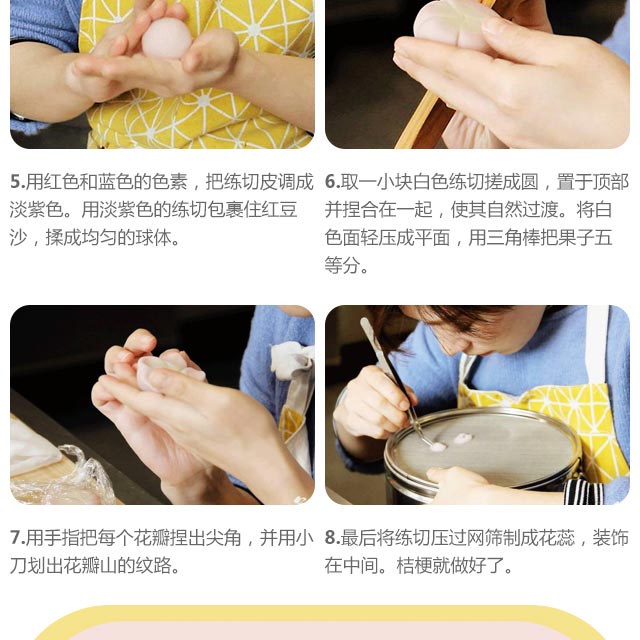 5.用红色和蓝色的色素，把练切皮调成
淡紫色。用淡紫色的练切包裹住红豆
沙，揉成均匀的球体。
6.取一小块白色练切搓成圆，置于顶部
并捏合在一起，使其自然过渡。将白
色面轻压成平面，用三角棒把果子五
等分。
7.用手指把每个花瓣捏出尖角，并用小
刀划出花瓣山的纹路。
8.最后将练切压过网筛制成花蕊，装饰
在中间。桔梗就做好了。